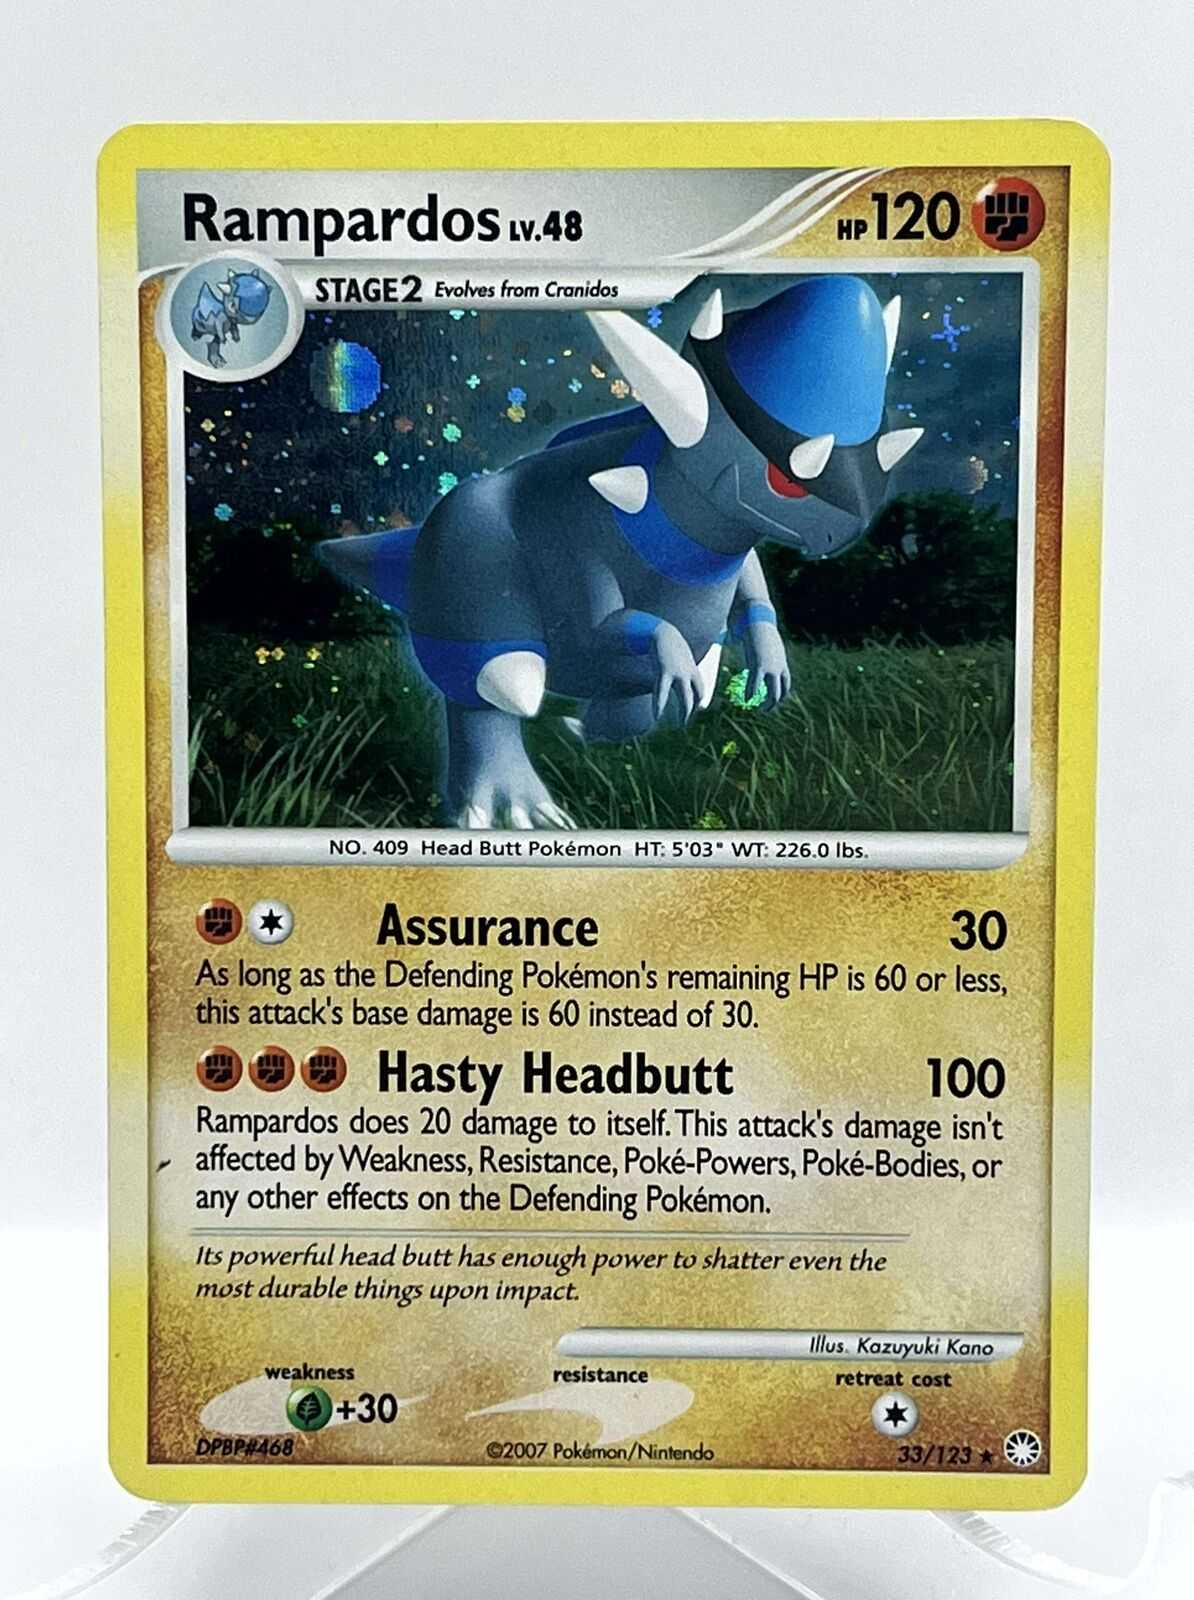 Rampardos LV.48 HP 120
STAGE2 Evolves from Cranidos
NO. 409 Head Butt Pokémon HT: 5'03" WT: 226.0 lbs.
Assurance 30
As long as the Defending Pokémon's remaining HP is 60 or less,
this attack's base damage is 60 instead of 30.
Hasty Headbutt 100
Rampardos does 20 damage to itself. This attack's damage isn't
affected by Weakness, Resistance, Poké-Powers, Poké-Bodies, or
any other effects on the Defending Pokémon.
Its powerful head butt has enough power to shatter even the
most durable things upon impact.
Illus. Kazuyuki Kano
weakness resistance retreat cost
+30
DPBP#468 ©2007 Pokémon/Nintendo 33/123 ★